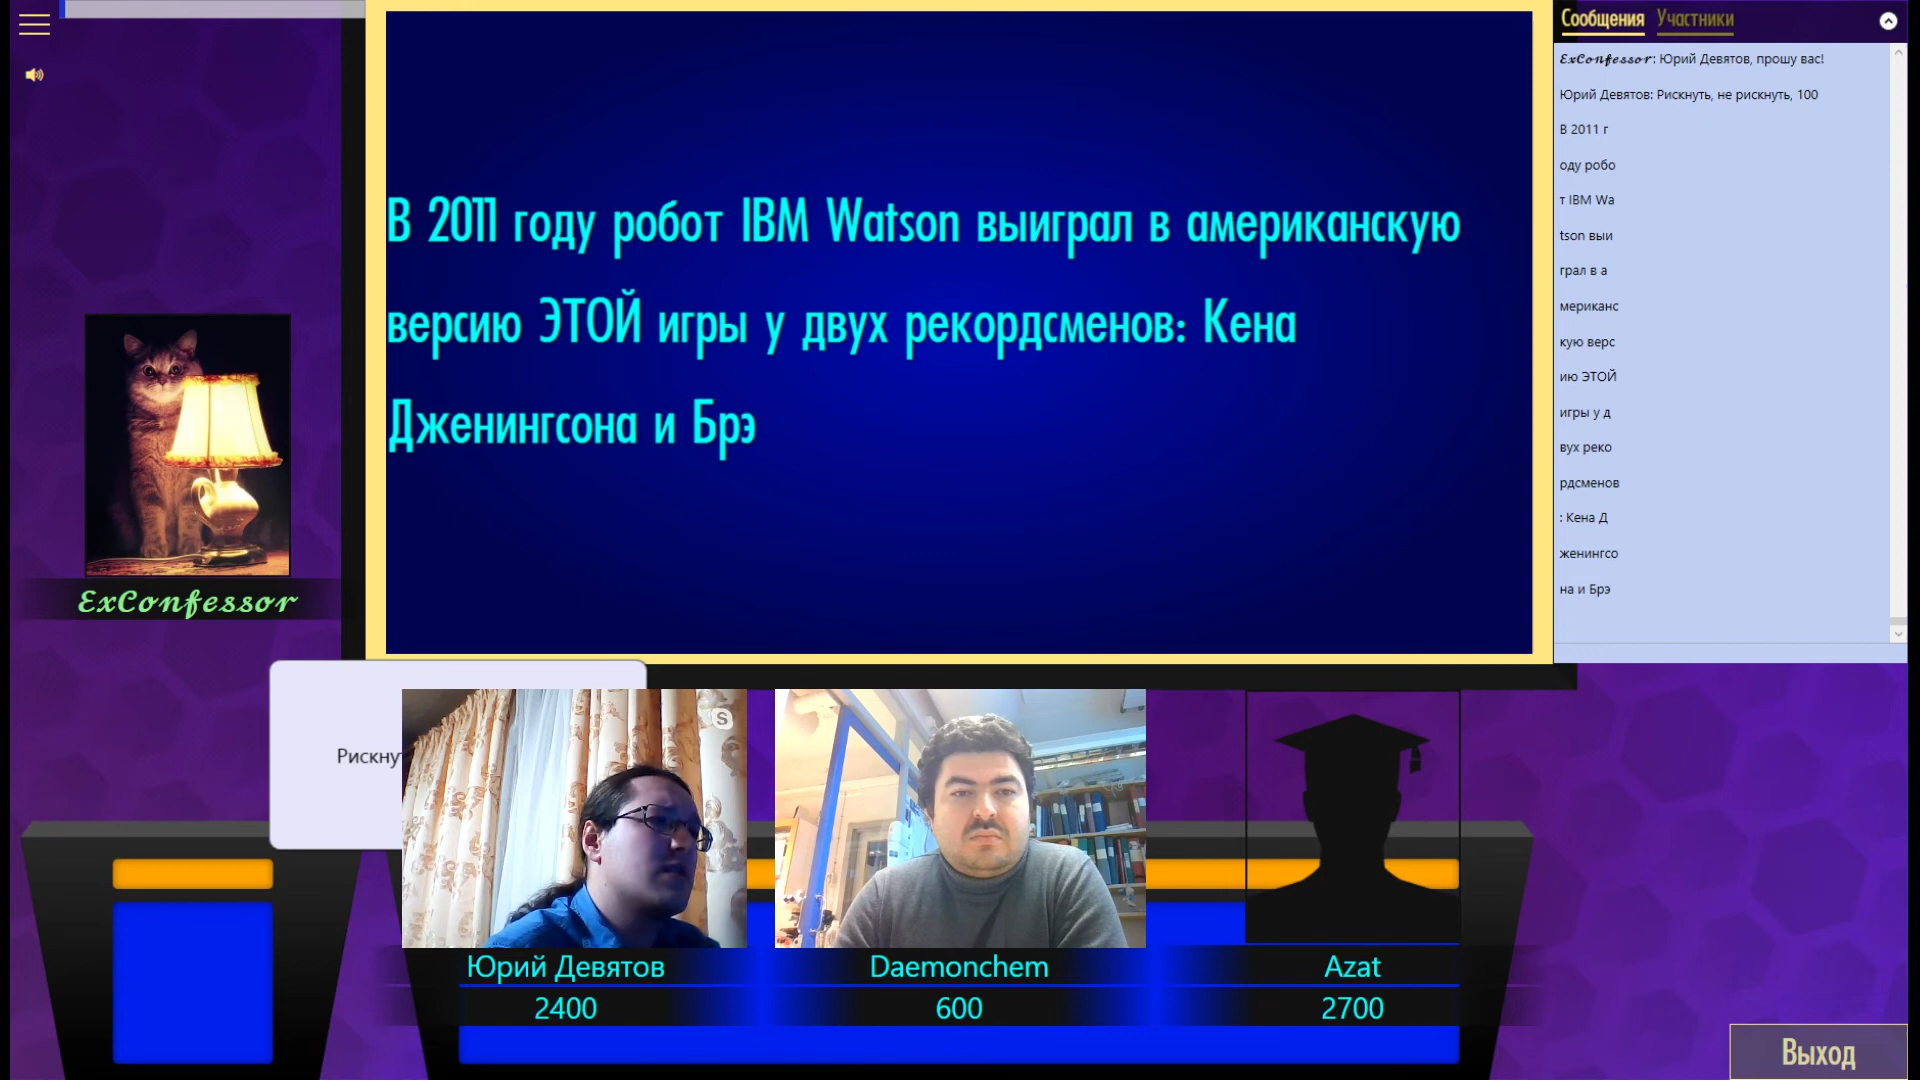 В 2011 году робот IBM Watson выиграл в американскую
версию ЭТОЙ игры у двух рекордсменов: Кена
Дженингсона и Брэ
Сообщения Участники
ExConfessor: Юрий Девятов, прошу вас!
Юрий Девятов: Рискнуть, не рискнуть, 100
В 2011 г
оду робо
т IBM Wa
tson выи
грал в а
мериканс
кую верс
ию ЭТОЙ
игры у д
вух реко
рдсменов
: Кена Д
женингсо
на и Брэ
ExConfessor
Рискну
S
Юрий Девятов
2400
Daemonchem
600
Azat
2700
Выход